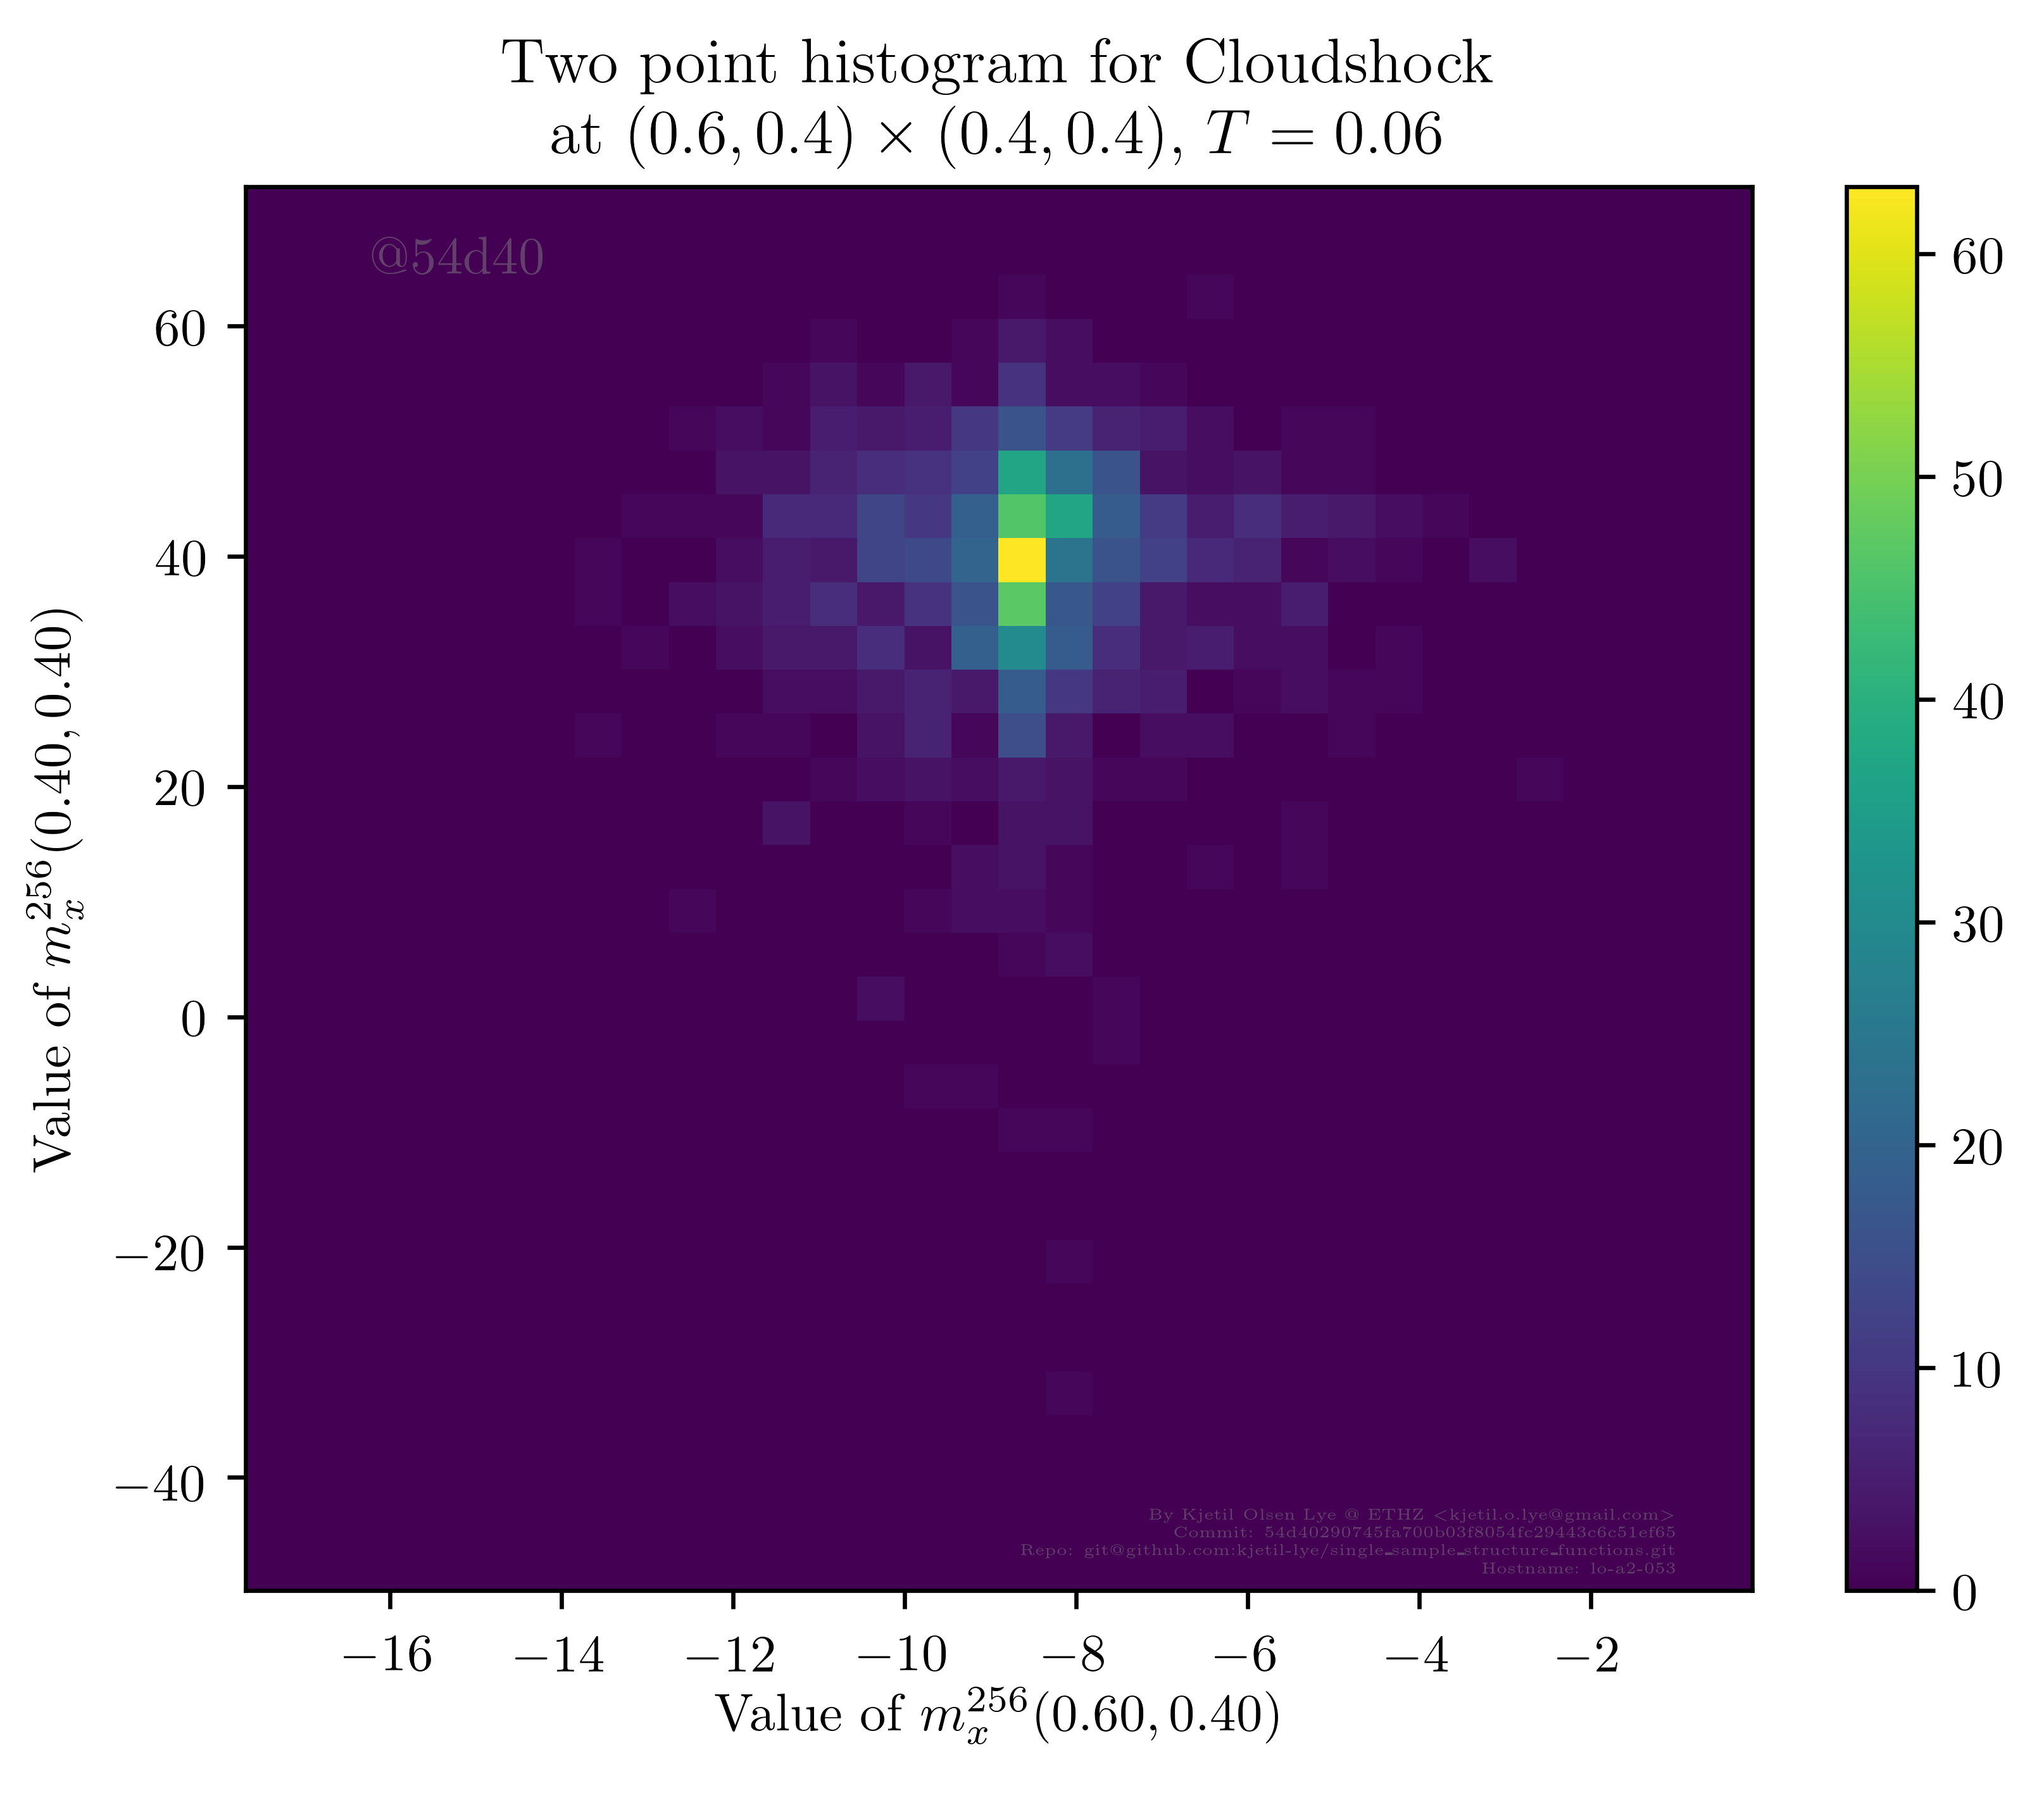 Two point histogram for Cloudshock
at (0.6, 0.4) × (0.4, 0.4), T = 0.06
@54d40
60
40
20
0
−20
−40
Value of m_x^256(0.40, 0.40)
−16
−14
−12
−10
−8
−6
−4
−2
Value of m_x^256(0.60, 0.40)
60
50
40
30
20
10
0
By Kjetil Olsen Lye @ ETHZ <kjetil.o.lye@gmail.com>
Commit: 54d40290745fa700b03f8054fc29443c6c51ef65
Repo: git@github.com:kjetil-lye/single_sample_structure_functions.git
Hostname: lo-a2-053